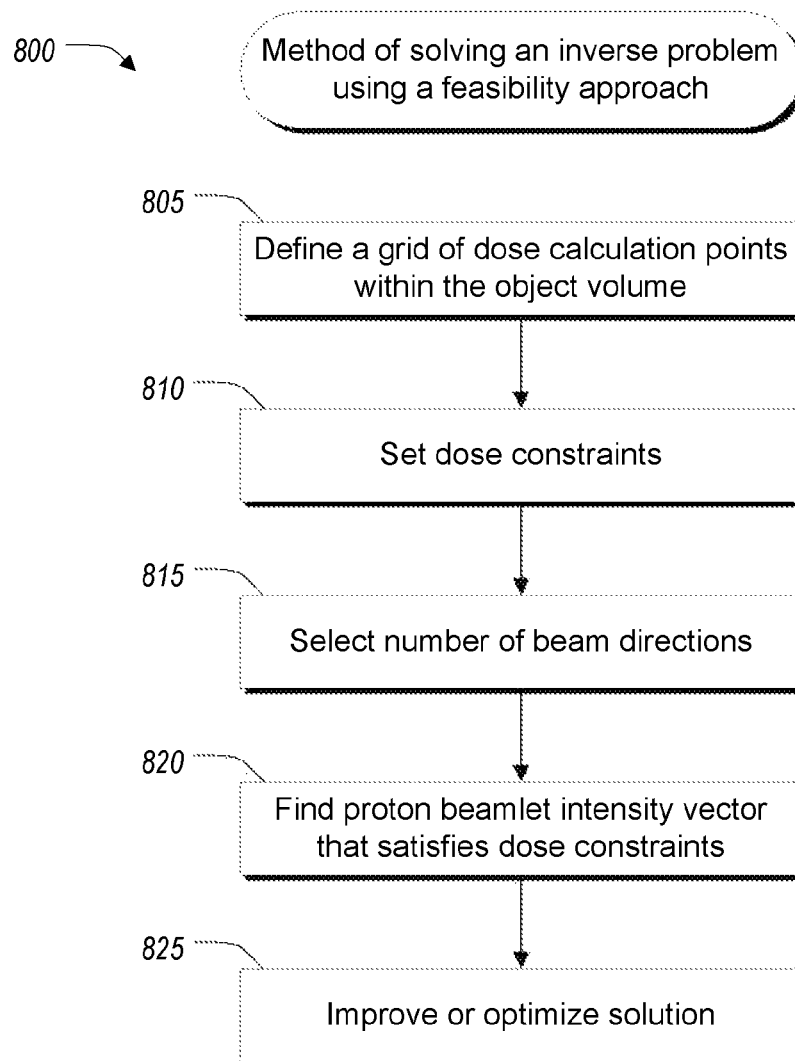 800
Method of solving an inverse problem
using a feasibility approach
805
Define a grid of dose calculation points
within the object volume
810
Set dose constraints
815
Select number of beam directions
820
Find proton beamlet intensity vector
that satisfies dose constraints
825
Improve or optimize solution